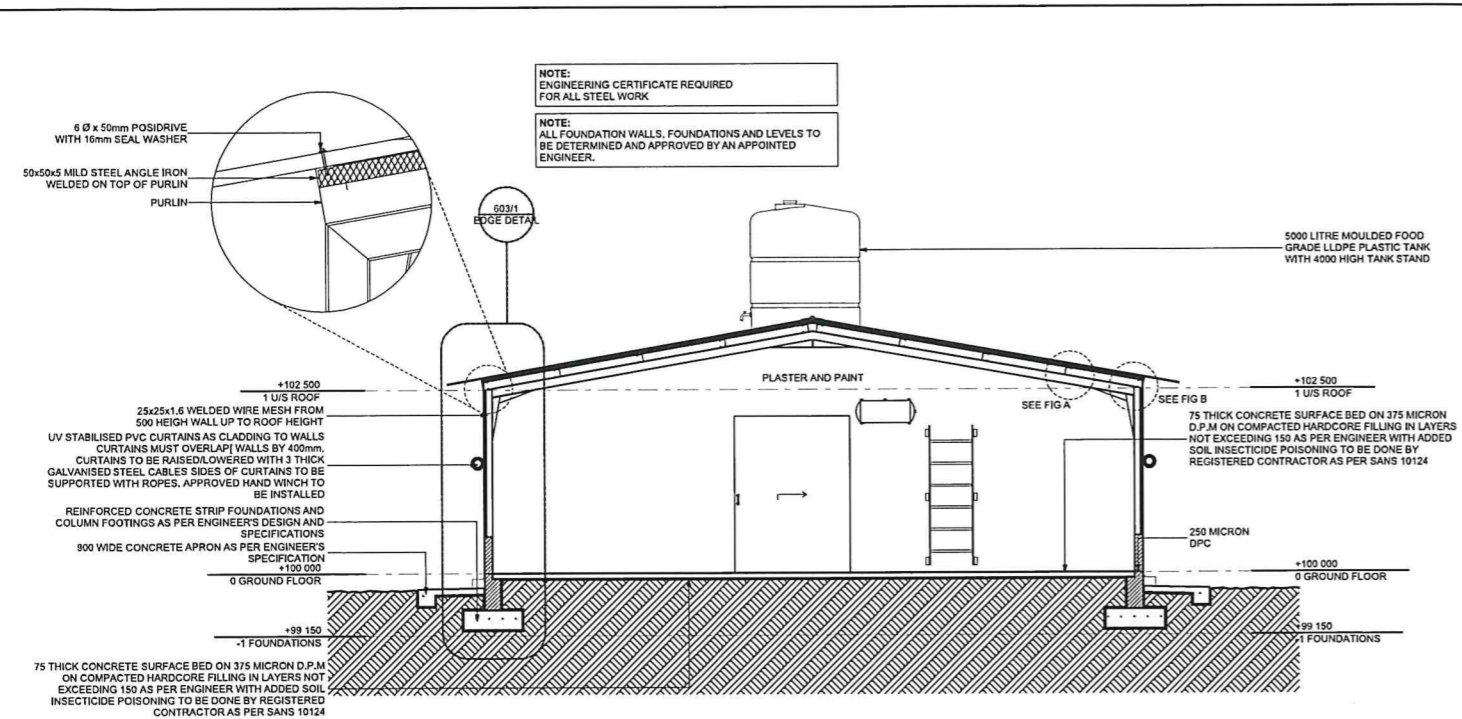 NOTE:
ENGINEERING CERTIFICATE REQUIRED
FOR ALL STEEL WORK
NOTE:
ALL FOUNDATION WALLS, FOUNDATIONS AND LEVELS TO
BE DETERMINED AND APPROVED BY AN APPOINTED
ENGINEER.
6 Ø x 50mm POSIDRIVE
WITH 16mm SEAL WASHER
50x50x5 MILD STEEL ANGLE IRON
WELDED ON TOP OF PURLIN
PURLIN
603/1
EDGE DETAIL
5000 LITRE MOULDED FOOD
GRADE LLDPE PLASTIC TANK
WITH 4000 HIGH TANK STAND
+102 500
1 U/S ROOF
25x25x1.6 WELDED WIRE MESH FROM
500 HEIGH WALL UP TO ROOF HEIGHT
UV STABILISED PVC CURTAINS AS CLADDING TO WALLS
CURTAINS MUST OVERLAP[ WALLS BY 400mm,
CURTAINS TO BE RAISED/LOWERED WITH 3 THICK
GALVANISED STEEL CABLES SIDES OF CURTAINS TO BE
SUPPORTED WITH ROPES. APPROVED HAND WINCH TO
BE INSTALLED
REINFORCED CONCRETE STRIP FOUNDATIONS AND
COLUMN FOOTINGS AS PER ENGINEER'S DESIGN AND
SPECIFICATIONS
900 WIDE CONCRETE APRON AS PER ENGINEER'S
SPECIFICATION
+100 000
0 GROUND FLOOR
+99 150
-1 FOUNDATIONS
75 THICK CONCRETE SURFACE BED ON 375 MICRON D.P.M
ON COMPACTED HARDCORE FILLING IN LAYERS NOT
EXCEEDING 150 AS PER ENGINEER WITH ADDED SOIL
INSECTICIDE POISONING TO BE DONE BY REGISTERED
CONTRACTOR AS PER SANS 10124
PLASTER AND PAINT
SEE FIG A
SEE FIG B
+102 500
1 U/S ROOF
75 THICK CONCRETE SURFACE BED ON 375 MICRON
D.P.M ON COMPACTED HARDCORE FILLING IN LAYERS
NOT EXCEEDING 150 AS PER ENGINEER WITH ADDED
SOIL INSECTICIDE POISONING TO BE DONE BY
REGISTERED CONTRACTOR AS PER SANS 10124
250 MICRON
DPC
+100 000
0 GROUND FLOOR
+99 150
-1 FOUNDATIONS